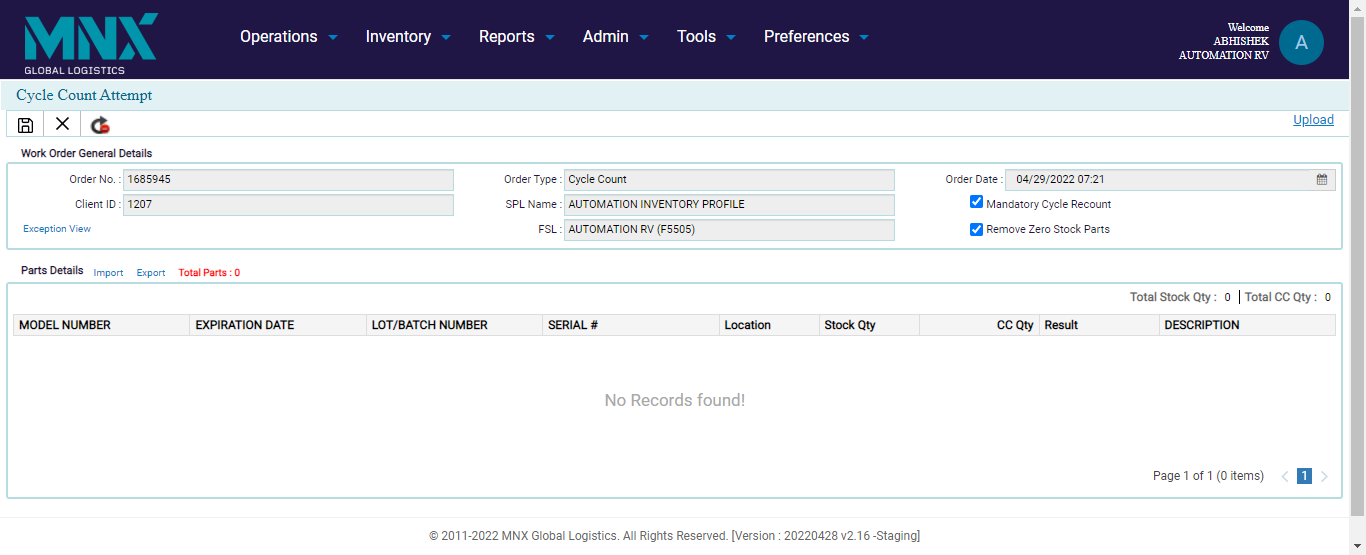 MNX
GLOBAL LOGISTICS
Operations Inventory Reports Admin Tools Preferences
Welcome
ABHISHEK
AUTOMATION RV
A
Cycle Count Attempt
Upload
Work Order General Details
Order No. : 1685945 Order Type : Cycle Count Order Date : 04/29/2022 07:21
Client ID : 1207 SPL Name : AUTOMATION INVENTORY PROFILE Mandatory Cycle Recount
Exception View FSL : AUTOMATION RV (F5505) Remove Zero Stock Parts
Parts Details Import Export Total Parts : 0
Total Stock Qty : 0 Total CC Qty : 0
MODEL NUMBER EXPIRATION DATE LOT/BATCH NUMBER SERIAL # Location Stock Qty CC Qty Result DESCRIPTION
No Records found!
Page 1 of 1 (0 items) 1
© 2011-2022 MNX Global Logistics. All Rights Reserved. [Version : 20220428 v2.16 -Staging]